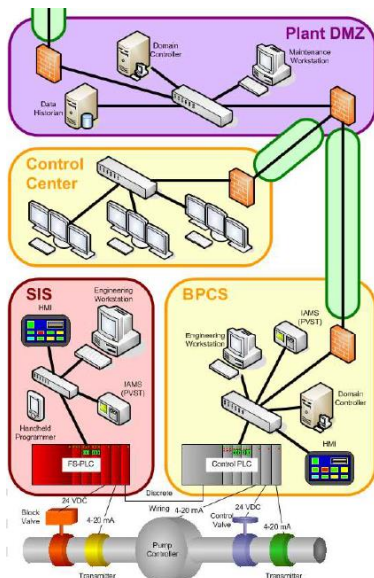 Plant DMZ
Domain
Controller
Maintenance
Workstation
Data
Historian
Control
Center
SIS
Engineering
Workstation
HMI
IAMS
(PVST)
Handheld
Programmer
FS-PLC
BPCS
IAMS
(PVST)
Engineering
Workstation
Domain
Controller
HMI
Control PLC
Discrete
Wiring
Block
Valve
24 VDC
4-20 mA
4-20 mA
Control
Valve
24 VDC
4-20 mA
Pump
Controller
Transmitter
Transmitter